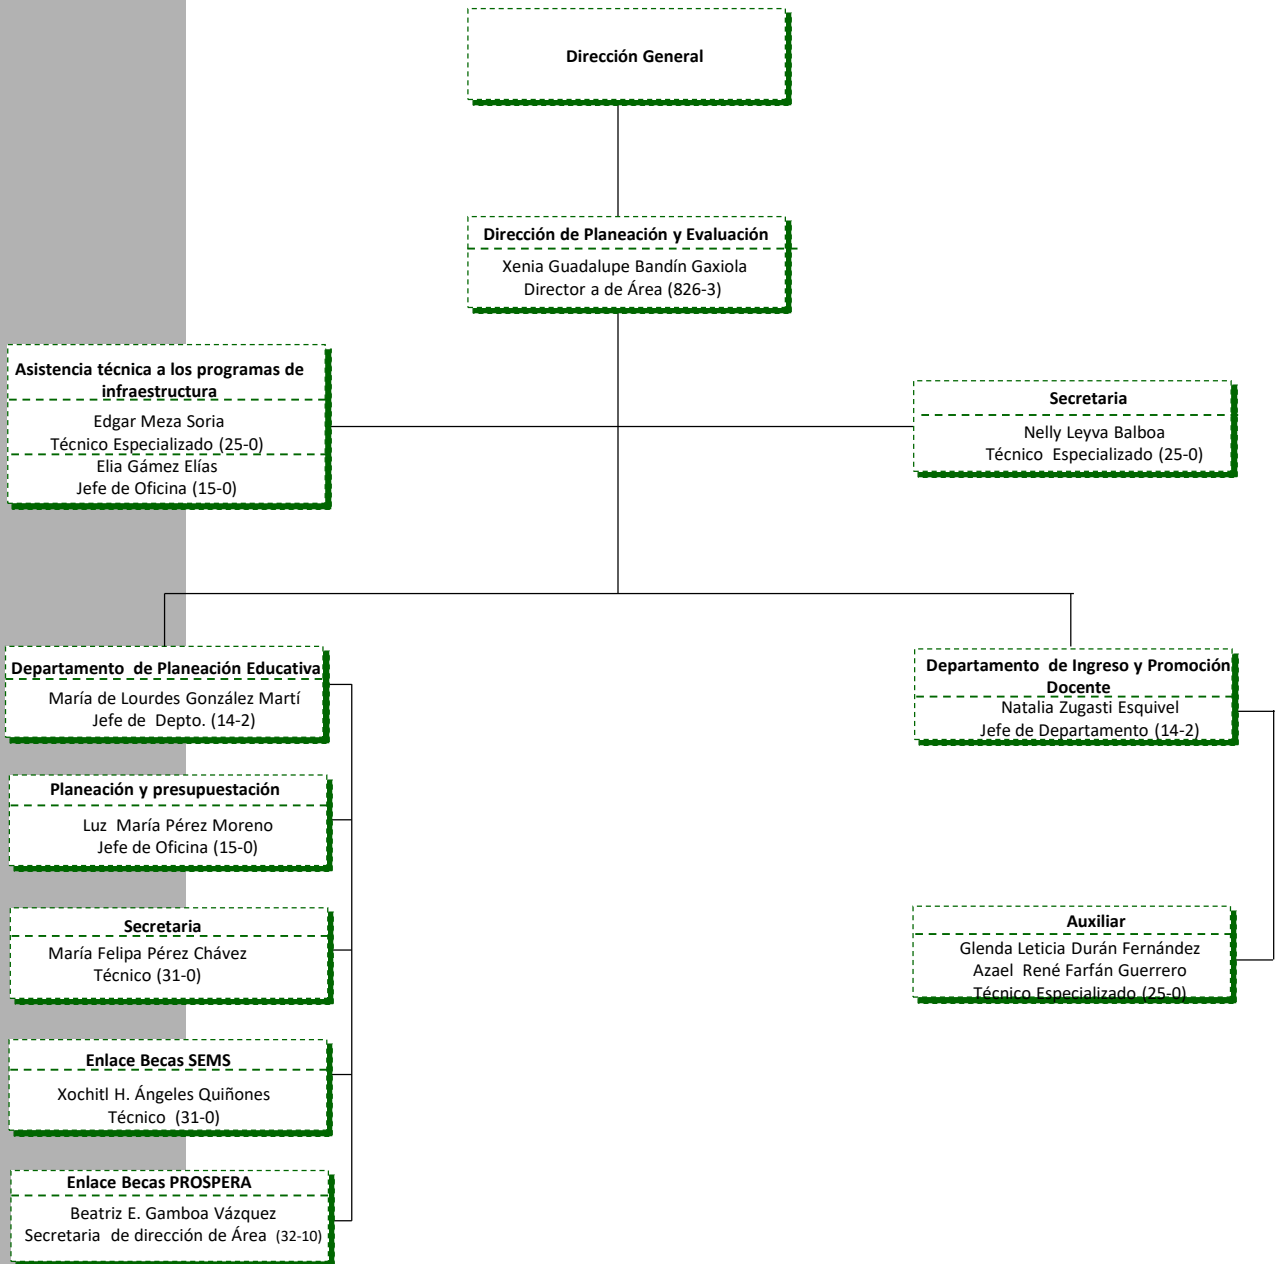 Dirección General
Dirección de Planeación y Evaluación
Xenia Guadalupe Bandín Gaxiola
Director a de Área (826-3)
Asistencia técnica a los programas de
infraestructura
Edgar Meza Soria
Técnico Especializado (25-0)
Elia Gámez Elías
Jefe de Oficina (15-0)
Secretaria
Nelly Leyva Balboa
Técnico Especializado (25-0)
Departamento de Planeación Educativa
María de Lourdes González Martí
Jefe de Depto. (14-2)
Planeación y presupuestación
Luz María Pérez Moreno
Jefe de Oficina (15-0)
Secretaria
María Felipa Pérez Chávez
Técnico (31-0)
Enlace Becas SEMS
Xochitl H. Ángeles Quiñones
Técnico (31-0)
Enlace Becas PROSPERA
Beatriz E. Gamboa Vázquez
Secretaria de dirección de Área (32-10)
Departamento de Ingreso y Promoción
Docente
Natalia Zugasti Esquivel
Jefe de Departamento (14-2)
Auxiliar
Glenda Leticia Durán Fernández
Azael René Farfán Guerrero
Técnico Especializado (25-0)